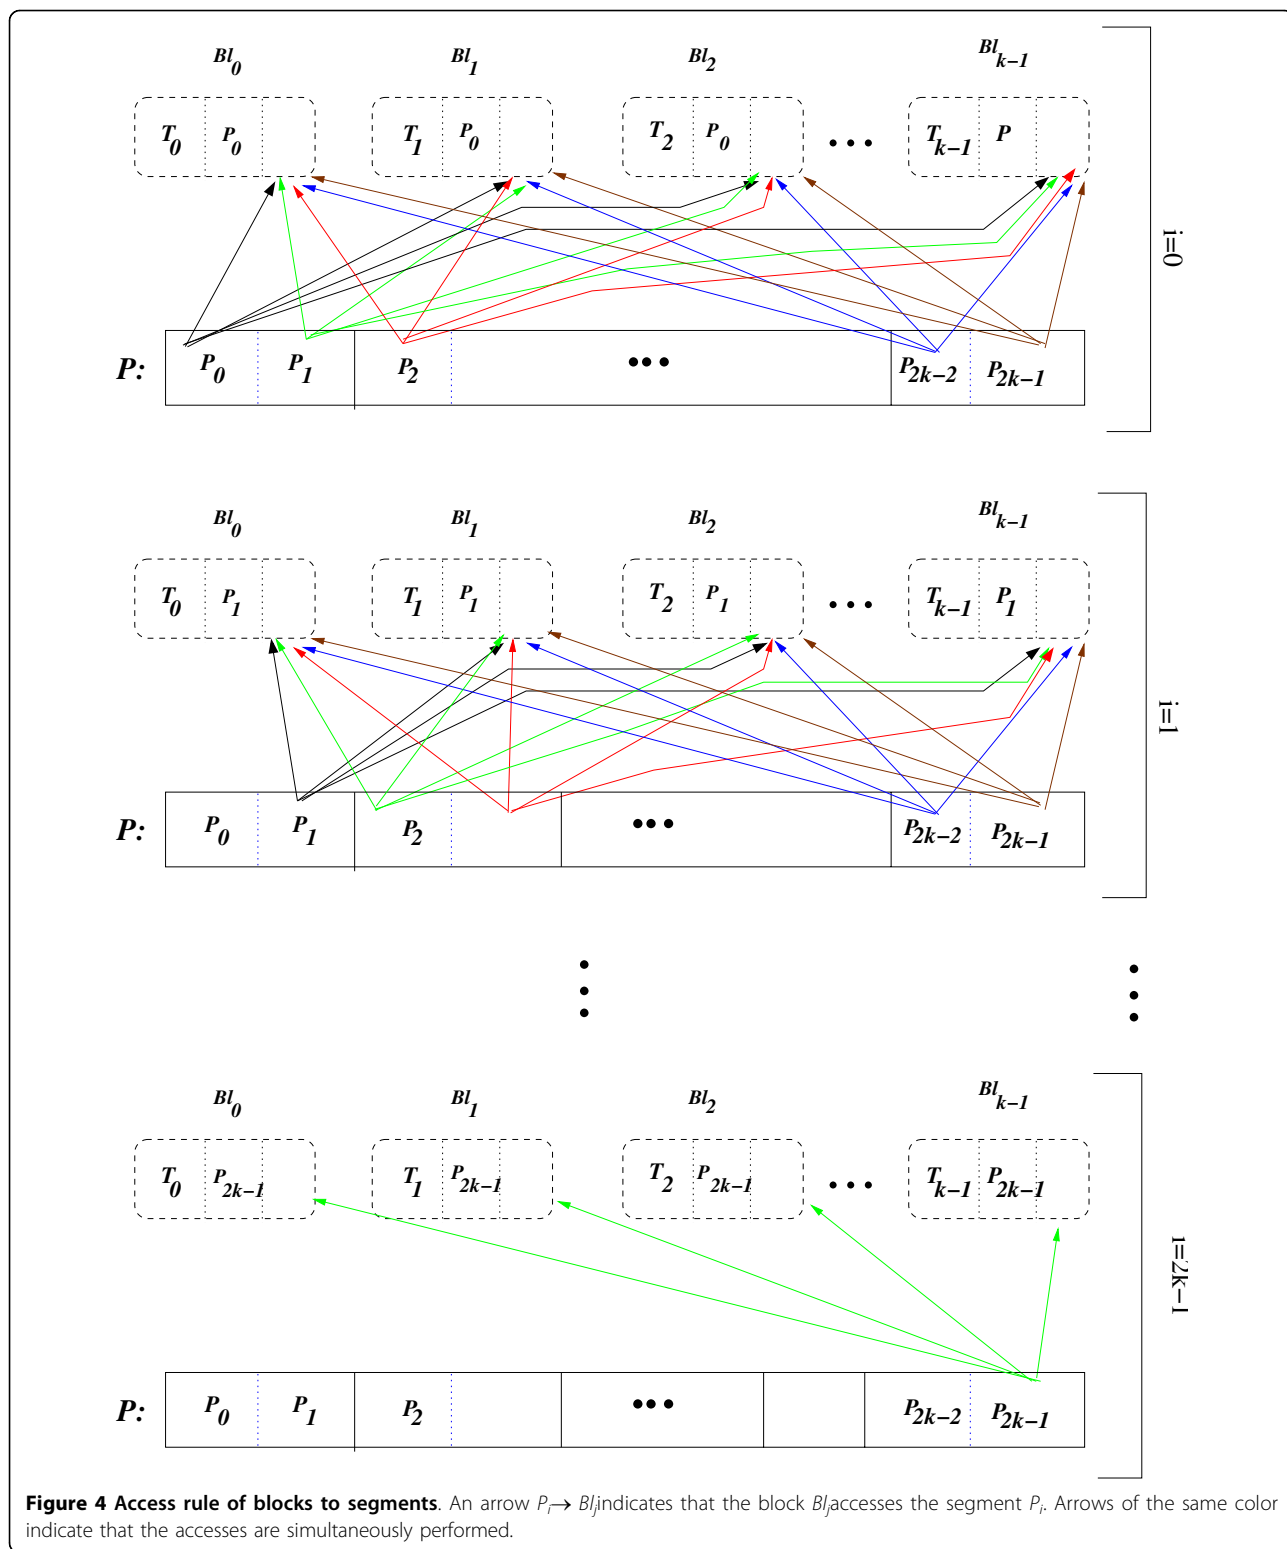 Bl0 Bl1 Bl2 Blk−1
T0 P0 T1 P0 T2 P0 ••• Tk−1 P
i=0
P: P0 P1 P2 ••• P2k−2 P2k−1
Bl0 Bl1 Bl2 Blk−1
T0 P1 T1 P1 T2 P1 ••• Tk−1 P1
i=1
P: P0 P1 P2 ••• P2k−2 P2k−1
Bl0 Bl1 Bl2 Blk−1
T0 P2k−1 T1 P2k−1 T2 P2k−1 ••• Tk−1 P2k−1
i=2k−1
P: P0 P1 P2 ••• P2k−2 P2k−1
Figure 4 Access rule of blocks to segments. An arrow Pi→ Bljindicates that the block Bljaccesses the segment Pi. Arrows of the same color
indicate that the accesses are simultaneously performed.